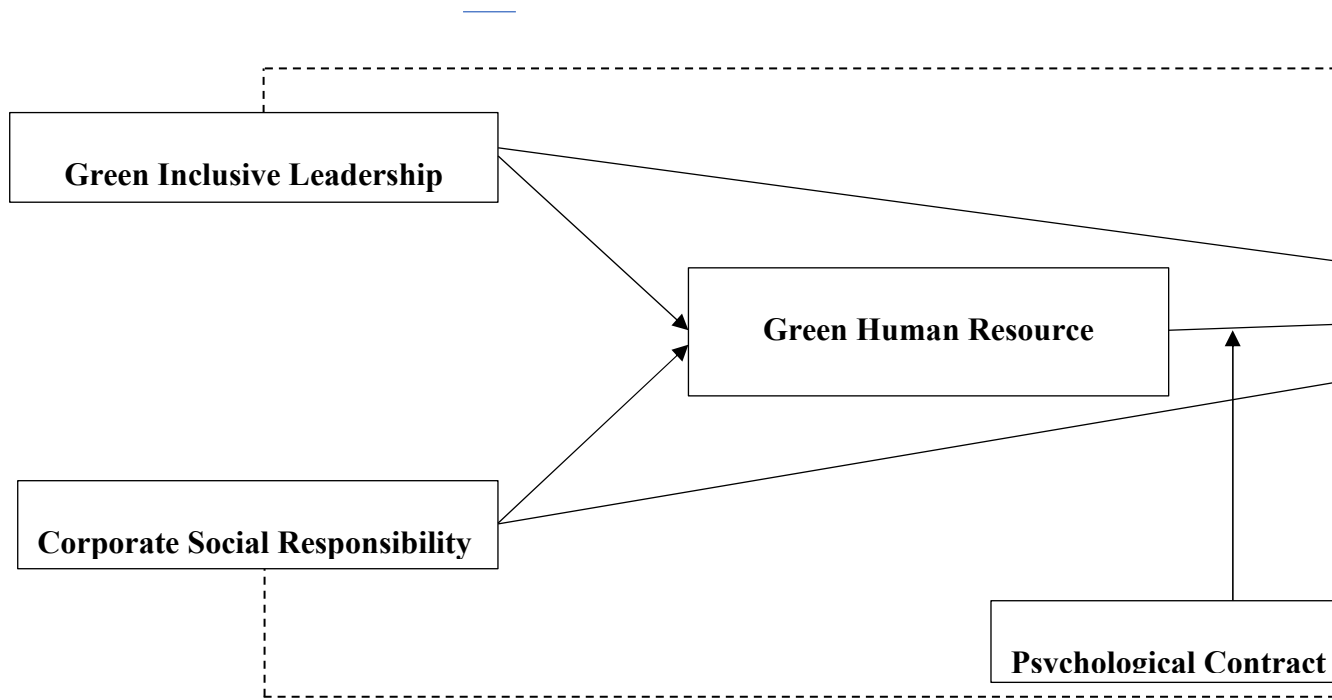 Green Inclusive Leadership
Green Human Resource
Corporate Social Responsibility
Psychological Contract